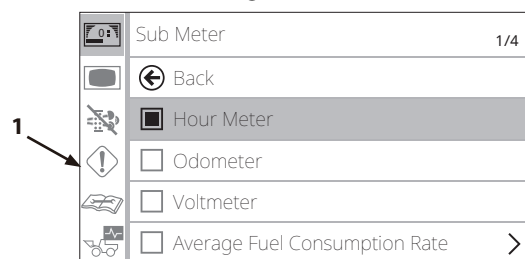 Sub Meter
1/4
Back
1
Hour Meter
Odometer
Voltmeter
Average Fuel Consumption Rate